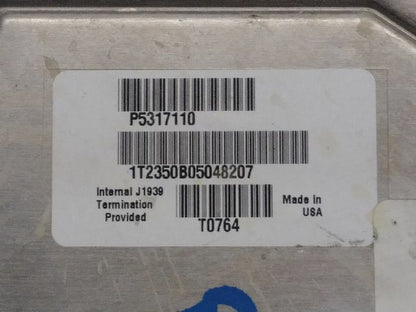 P5317110
1T2350B05048207
Internal J1939
Termination
Provided
T0764
Made In
USA